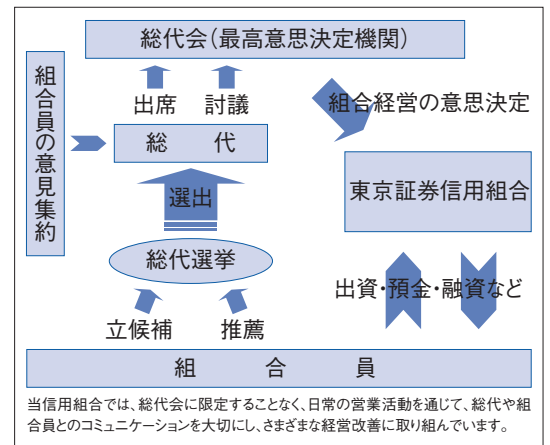 総代会(最高意思決定機関)
組合員の意見集約
出席 討議
組合経営の意思決定
総 代
選出
東京証券信用組合
総代選挙
出資・預金・融資など
立候補 推薦
組 合 員
当信用組合では、総代会に限定することなく、日常の営業活動を通じて、総代や組
合員とのコミュニケーションを大切にし、さまざまな経営改善に取り組んでいます。